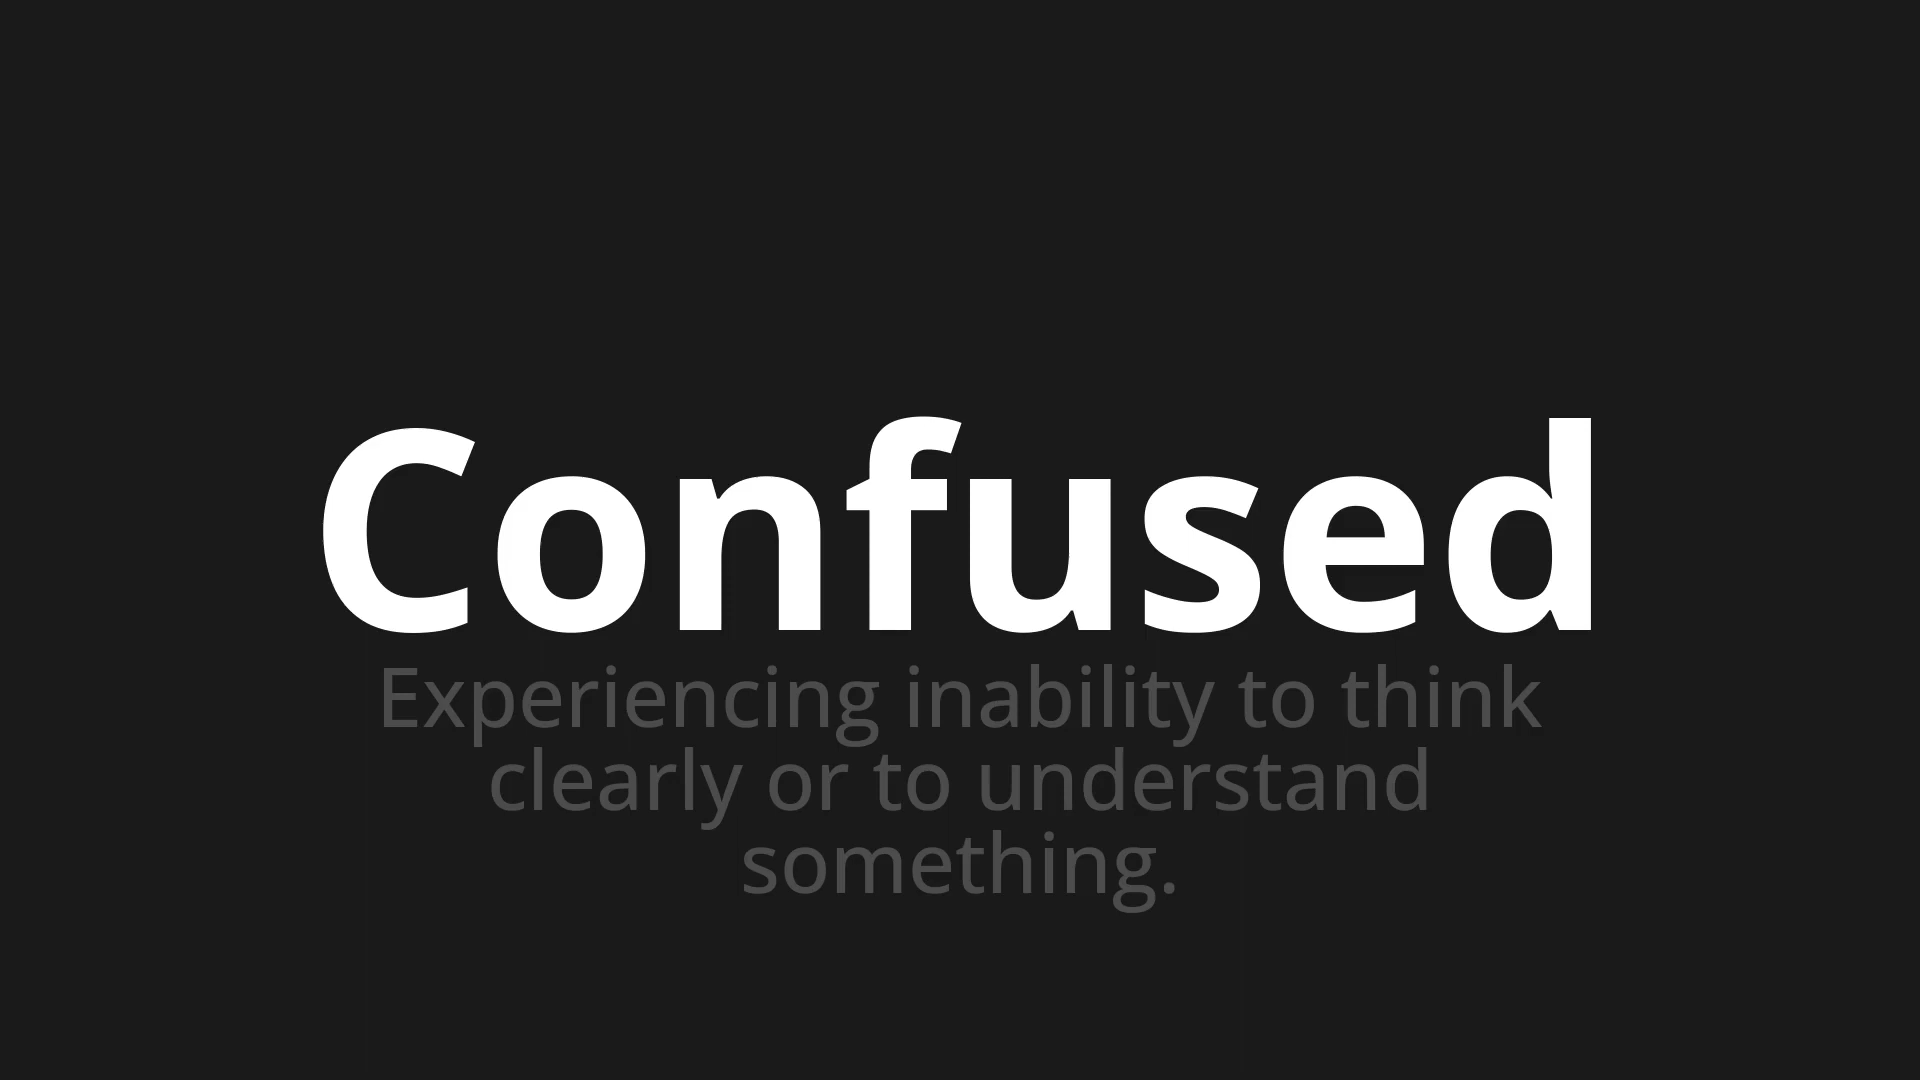 Confused
Experiencing inability to think
clearly or to understand
something.